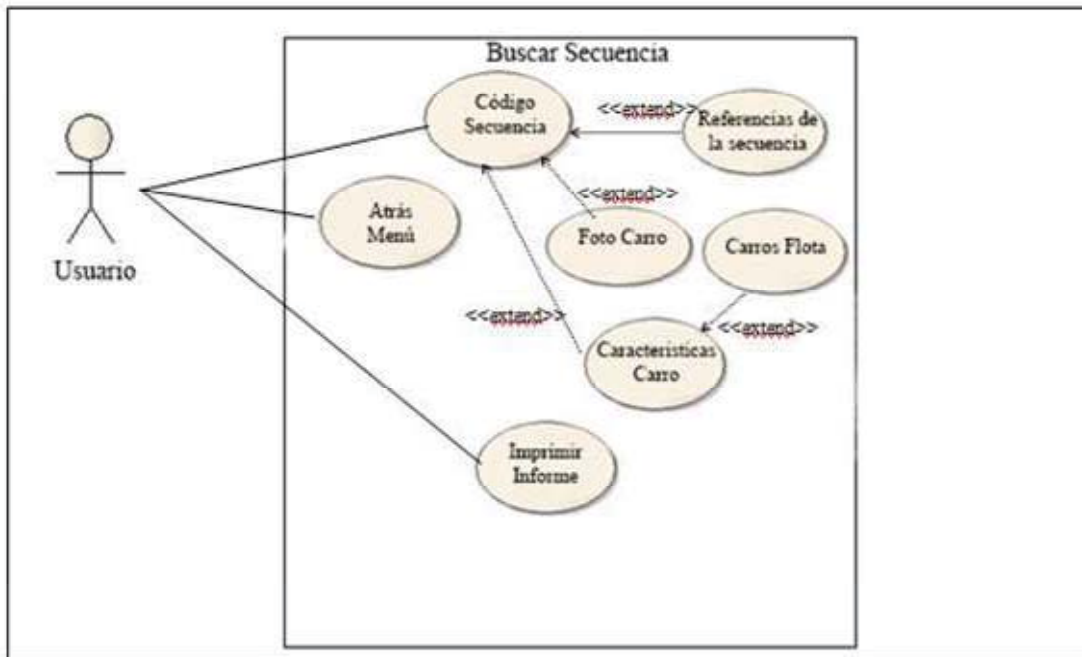 Buscar Secuencia
Código
Secuencia
<<extend>>
Referencias de
la secuencia
<<extend>>
Atrás
Menú
Foto Carro
Carros Flota
Usuario
<<extend>>
<<extend>>
Características
Carro
Imprimir
Informe